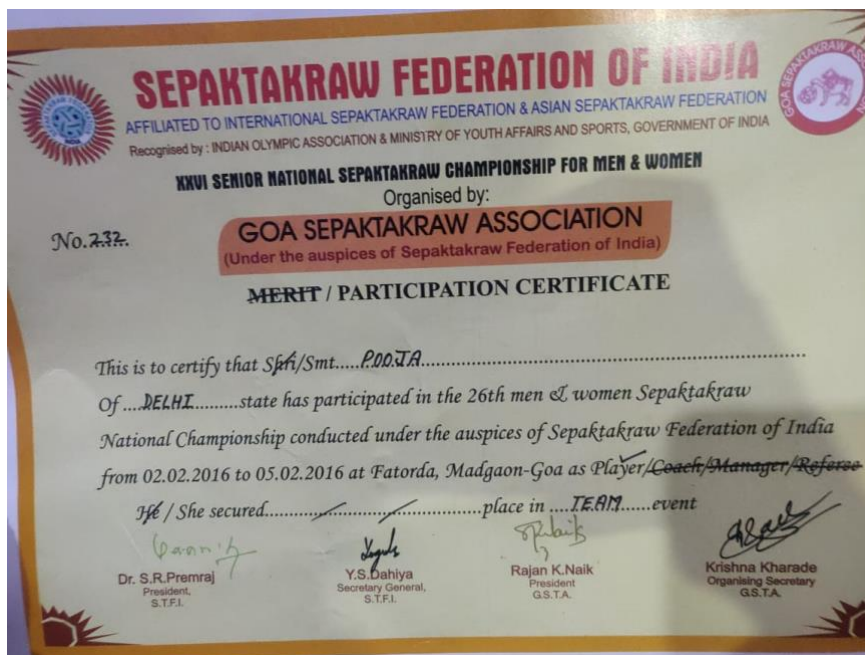 SEPAKTAKRAW FEDERATION OF INDIA
AFFILIATED TO INTERNATIONAL SEPAKTAKRAW FEDERATION & ASIAN SEPAKTAKRAW FEDERATION
Recognised by : INDIAN OLYMPIC ASSOCIATION & MINISTRY OF YOUTH AFFAIRS AND SPORTS, GOVERNMENT OF INDIA
XXVI SENIOR NATIONAL SEPAKTAKRAW CHAMPIONSHIP FOR MEN & WOMEN
Organised by:
No.232.
GOA SEPAKTAKRAW ASSOCIATION
(Under the auspices of Sepaktakraw Federation of India)
MERIT / PARTICIPATION CERTIFICATE
This is to certify that Shri/Smt.....POOJA.....
Of ....DELHI.........state has participated in the 26th men & women Sepaktakraw
National Championship conducted under the auspices of Sepaktakraw Federation of India
from 02.02.2016 to 05.02.2016 at Fatorda, Madgaon-Goa as Player/Coach/Manager/Referee
He / She secured..............................place in ....TEAM......event
Dr. S.R.Premraj
President,
S.T.F.I.
Y.S.Dahiya
Secretary General,
S.T.F.I.
Rajan K.Naik
President
G.S.T.A.
Krishna Kharade
Organising Secretary
G.S.T.A.